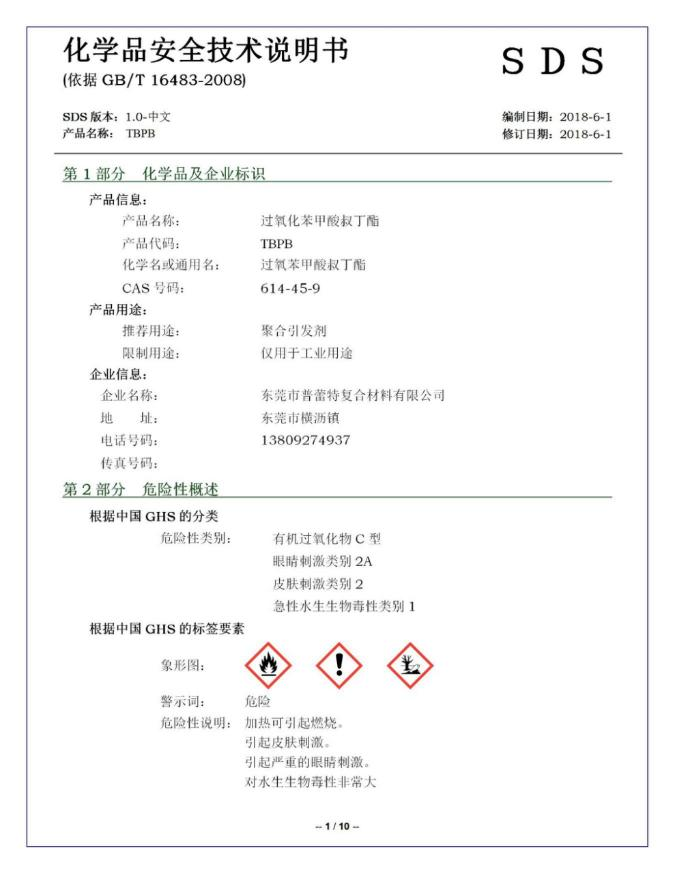 化学品安全技术说明书
(依据 GB/T 16483-2008)
S D S
SDS 版本：1.0-中文
编制日期：2018-6-1
产品名称： TBPB
修订日期：2018-6-1
第 1 部分 化学品及企业标识
产品信息：
产品名称： 过氧化苯甲酸叔丁酯
产品代码： TBPB
化学名或通用名： 过氧苯甲酸叔丁酯
CAS 号码： 614-45-9
产品用途：
推荐用途： 聚合引发剂
限制用途： 仅用于工业用途
企业信息：
企业名称： 东莞市普蕾特复合材料有限公司
地 址： 东莞市横沥镇
电话号码： 13809274937
传真号码：
第 2 部分 危险性概述
根据中国 GHS 的分类
危险性类别： 有机过氧化物 C 型
眼睛刺激类别 2A
皮肤刺激类别 2
急性水生生物毒性类别 1
根据中国 GHS 的标签要素
象形图：
警示词： 危险
危险性说明： 加热可引起燃烧。
引起皮肤刺激。
引起严重的眼睛刺激。
对水生生物毒性非常大
-- 1 / 10 --